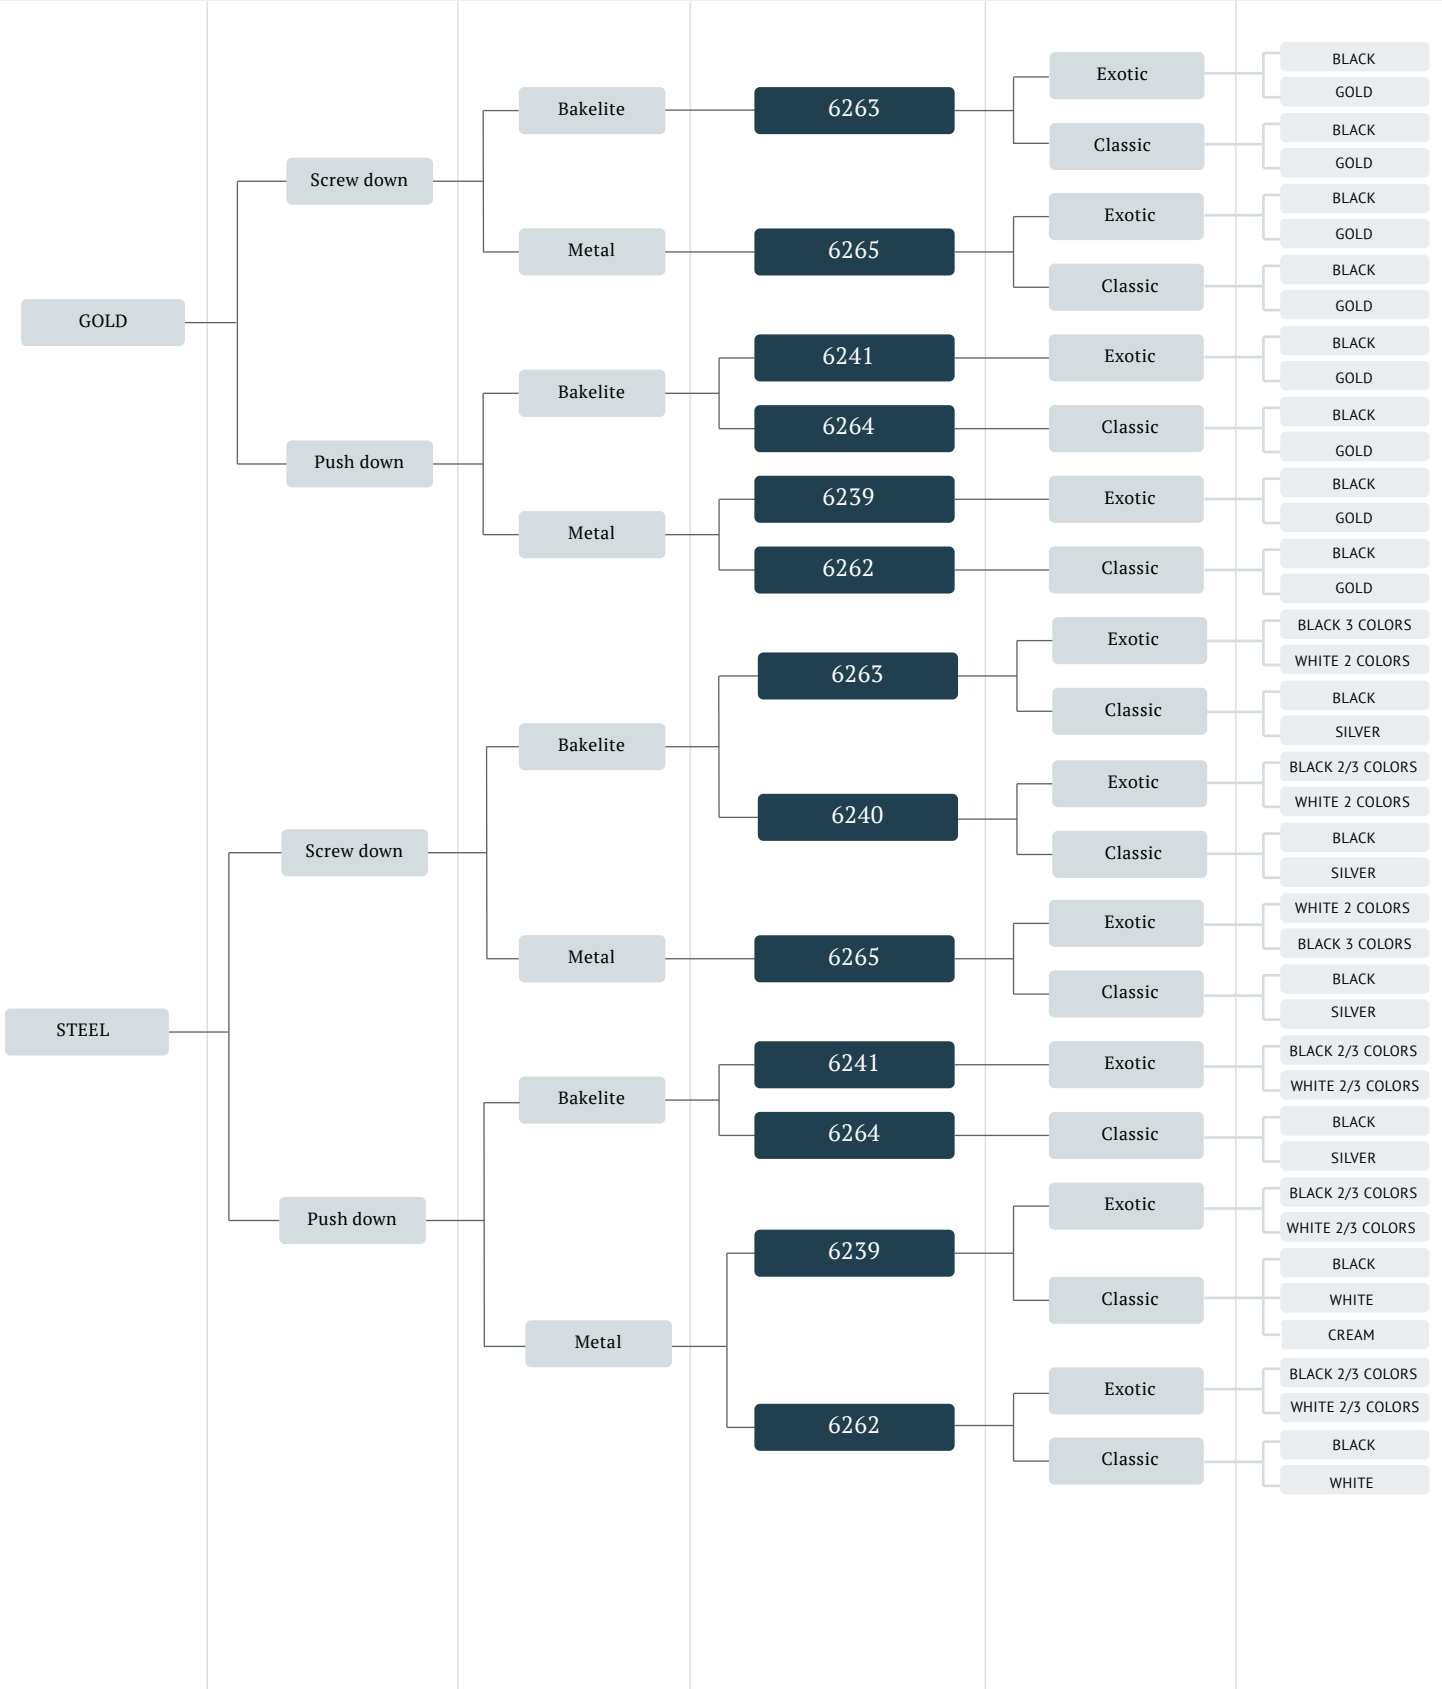 GOLD
Screw down
Bakelite
6263
Exotic
BLACK
GOLD
Classic
BLACK
GOLD
Metal
6265
Exotic
BLACK
GOLD
Classic
BLACK
GOLD
Push down
Bakelite
6241
Exotic
BLACK
GOLD
6264
Classic
BLACK
GOLD
Metal
6239
Exotic
BLACK
GOLD
6262
Classic
BLACK
GOLD
STEEL
Screw down
Bakelite
6263
Exotic
BLACK 3 COLORS
WHITE 2 COLORS
Classic
BLACK
SILVER
6240
Exotic
BLACK 2/3 COLORS
WHITE 2 COLORS
Classic
BLACK
SILVER
Metal
6265
Exotic
WHITE 2 COLORS
BLACK 3 COLORS
Classic
BLACK
SILVER
Push down
Bakelite
6241
Exotic
BLACK 2/3 COLORS
WHITE 2/3 COLORS
6264
Classic
BLACK
SILVER
Metal
6239
Exotic
BLACK 2/3 COLORS
WHITE 2/3 COLORS
Classic
BLACK
WHITE
CREAM
6262
Exotic
BLACK 2/3 COLORS
WHITE 2/3 COLORS
Classic
BLACK
WHITE